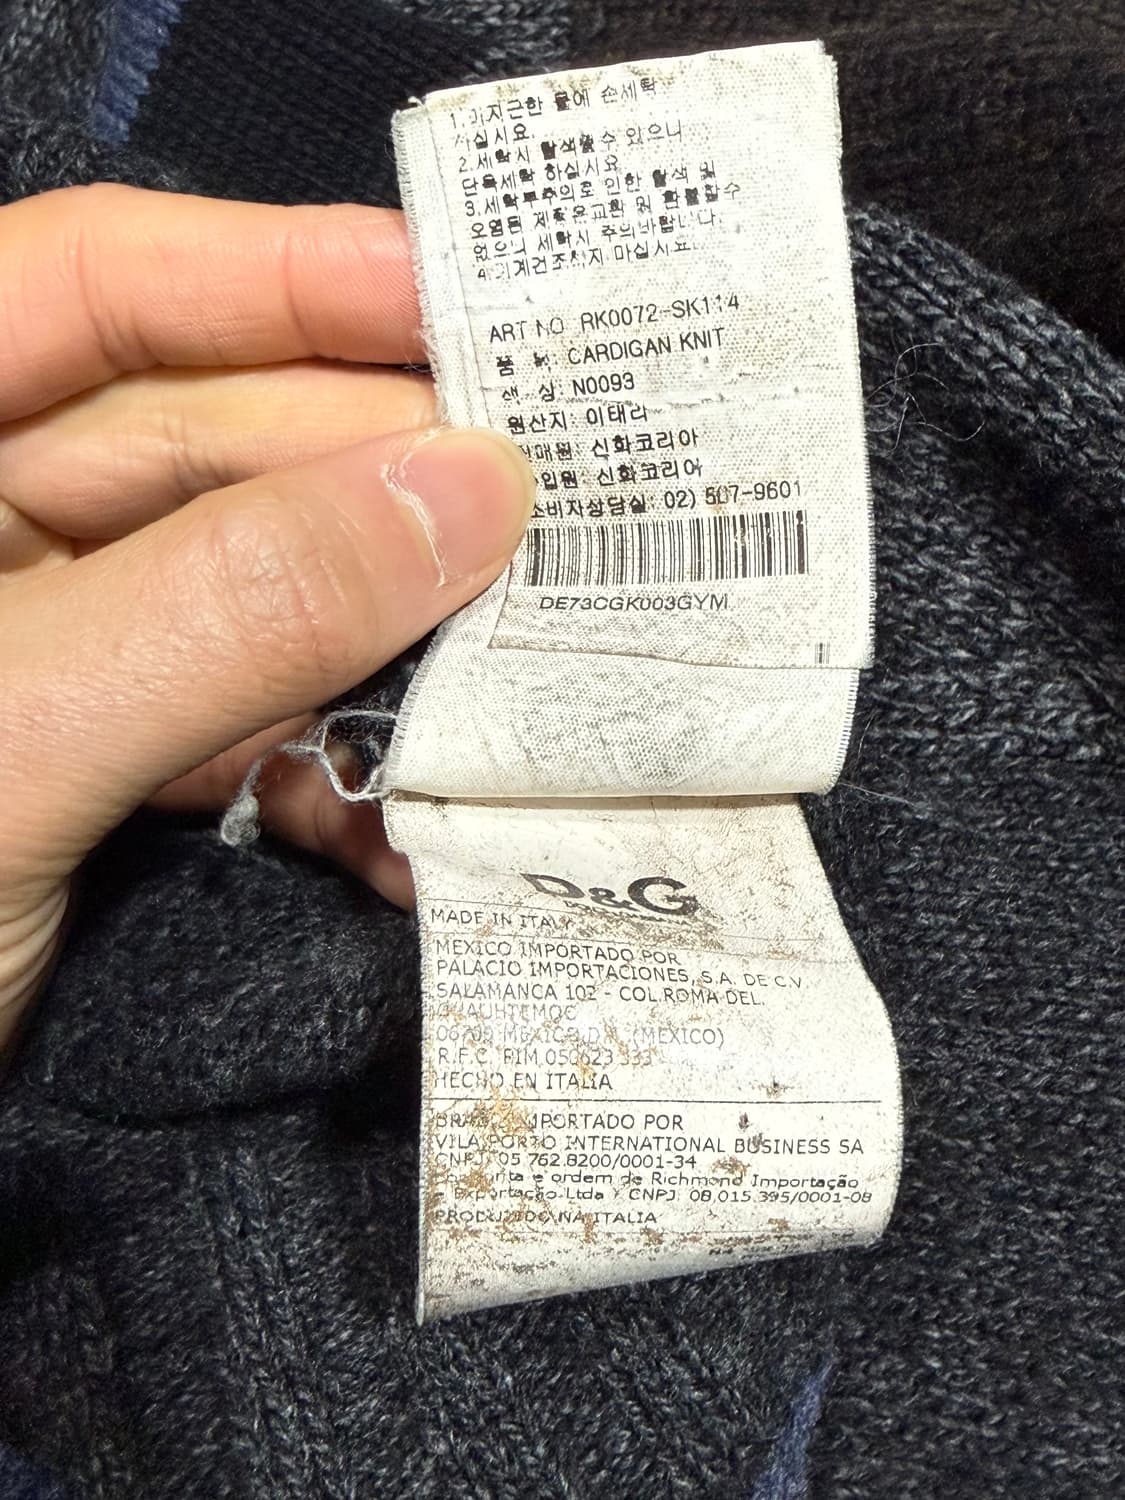 1.미지근한 물에 손세탁
하십시요.
2.세탁시 탈색될수 있으니
단독세탁 하십시요
3.세탁부주의로 인한 탈색 및
오염된 제품은교환 및 환불할수
없으니 세탁시 주의바랍니다.
4.기계건조하지 마십시요.
ART NO RK0072-SK114
품 CARDIGAN KNIT
색 상: N0093
원산지: 이태리
판매원: 신화코리아
수입원: 신화코리아
소비자상담실: 02) 507-9601
DE73CGK003GYM
D&G
MADE IN ITALY
MEXICO IMPORTADO POR
PALACIO IMPORTACIONES, S.A. DE C.V
SALAMANCA 102 - COL.ROMA DEL.
CUAUHTEMOC
MEXICO (MEXICO)
R.F.C.
HECHO EN ITALIA
IMPORTADO POR
VILA PORTO INTERNATIONAL BUSINESS SA
CNPJ: 05 762.8200/0001-34
e ordem de Richmond Importação
e Exportação Ltda CNPJ: 08,015.395/0001-08
PRODUZIDO NA ITALIA